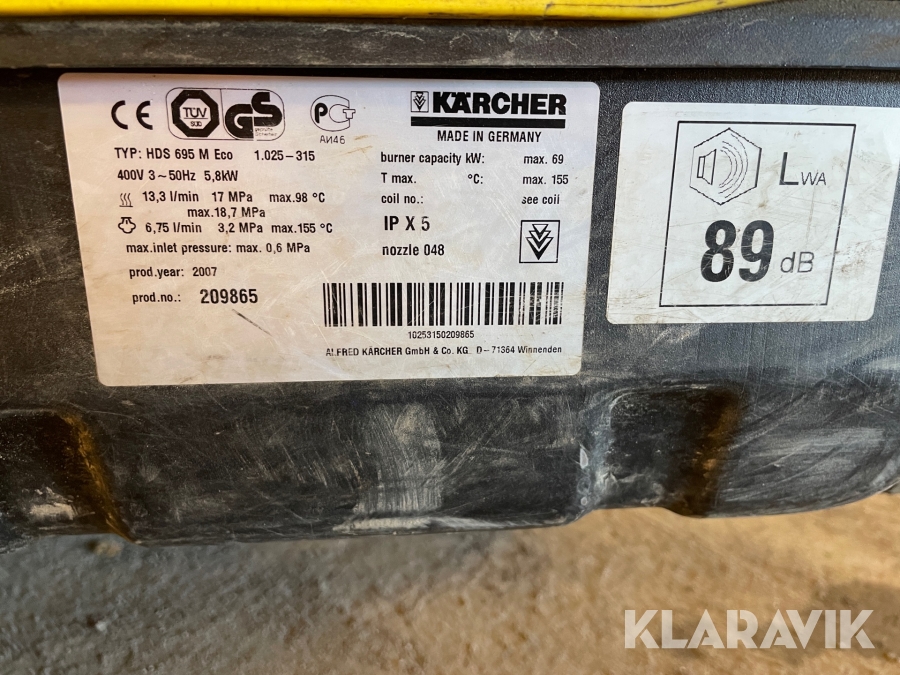 CE
TÜV
SÜD
GS
geprüfte
Sicherheit
АИ46
KÄRCHER
MADE IN GERMANY
TYP: HDS 695 M Eco 1.025-315
400V 3~50Hz 5,8kW
13,3 l/min 17 MPa max.98 °C
max.18,7 MPa
6,75 l/min 3,2 MPa max.155 °C
max.inlet pressure: max. 0,6 MPa
prod.year: 2007
prod.no.: 209865
burner capacity kW: max. 69
T max. °C: max. 155
coil no.: see coil
IP X 5
nozzle 048
10253150209865
ALFRED KÄRCHER GmbH & Co. KG D-71364 Winnenden
LWA
89 dB
KLARAVIK